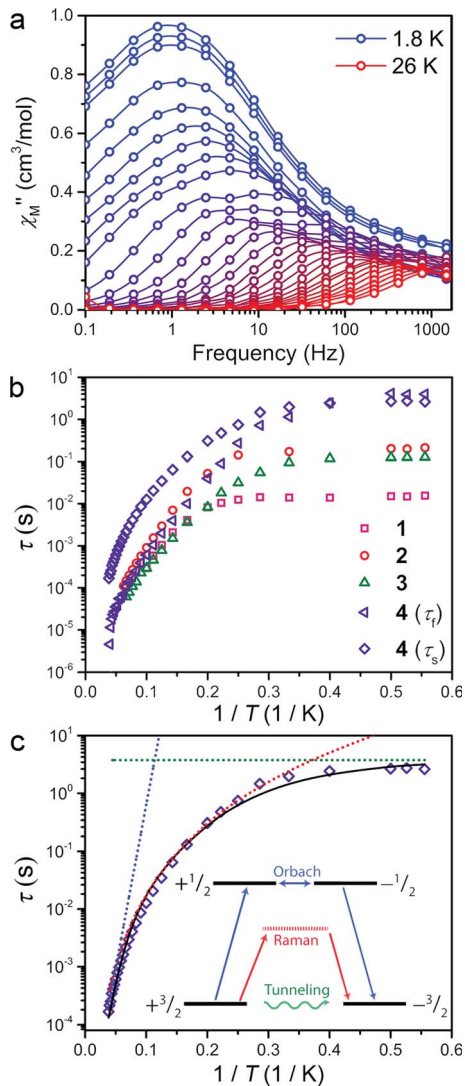 a
1.0
0.8
0.6
0.4
0.2
0.0
χM" (cm³/mol)
1.8 K
26 K
0.1 1 10 100 1000
Frequency (Hz)
b
10¹
10⁰
10⁻¹
10⁻²
10⁻³
10⁻⁴
10⁻⁵
10⁻⁶
τ (s)
1
2
3
4 (τf)
4 (τs)
0.0 0.1 0.2 0.3 0.4 0.5 0.6
1 / T (1 / K)
c
10¹
10⁰
10⁻¹
10⁻²
10⁻³
10⁻⁴
τ (s)
+1/2 Orbach −1/2
Raman
Tunneling
+3/2 −3/2
0.0 0.1 0.2 0.3 0.4 0.5 0.6
1 / T (1 / K)